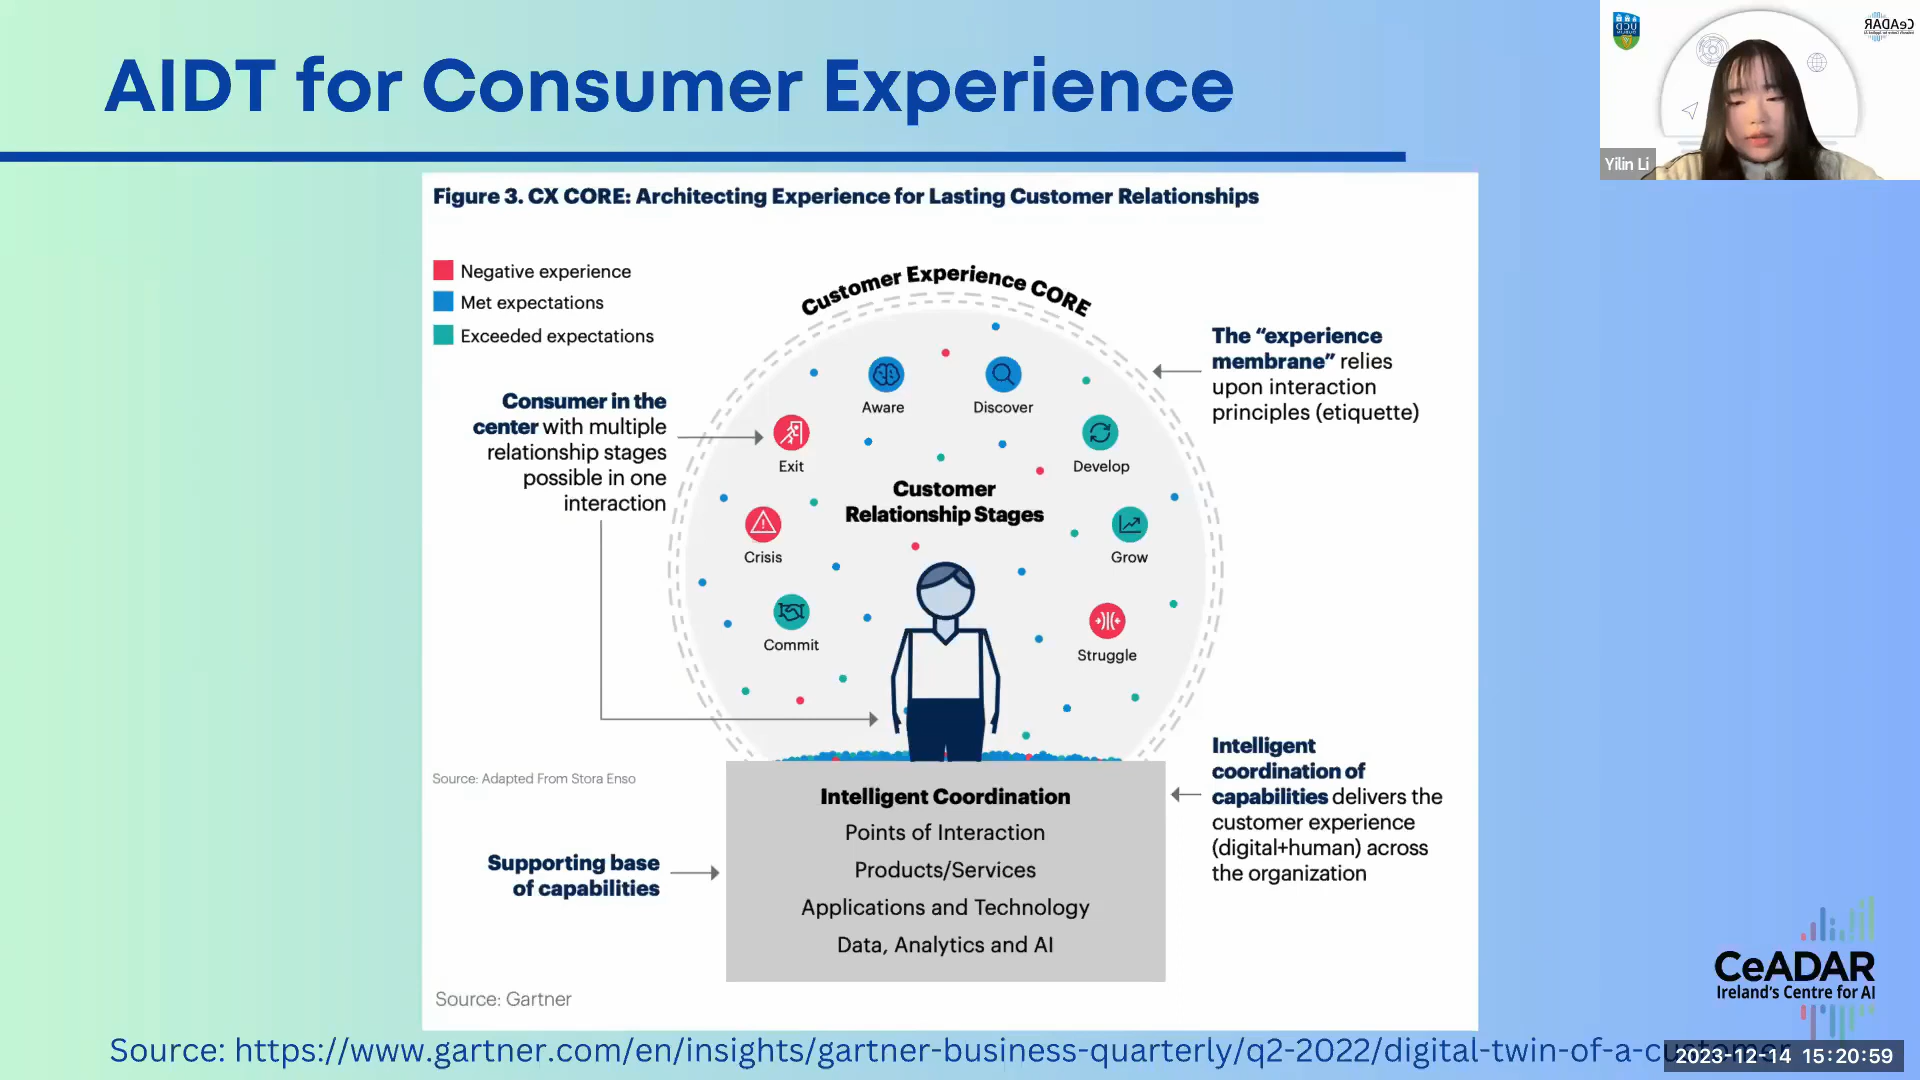 AIDT for Consumer Experience
Figure 3. CX CORE: Architecting Experience for Lasting Customer Relationships
Negative experience
Met expectations
Exceeded expectations
Customer Experience CORE
The “experience
membrane” relies
upon interaction
principles (etiquette)
Consumer in the
center with multiple
relationship stages
possible in one
interaction
Aware
Discover
Exit
Develop
Customer
Relationship Stages
Crisis
Grow
Commit
Struggle
Source: Adapted From Stora Enso
Intelligent
coordination of
capabilities delivers the
customer experience
(digital+human) across
the organization
Intelligent Coordination
Points of Interaction
Products/Services
Applications and Technology
Data, Analytics and AI
Supporting base
of capabilities
Source: Gartner
Source: https://www.gartner.com/en/insights/gartner-business-quarterly/q2-2022/digital-twin-of-a-customer
CeADAR
Ireland's Centre for AI
2023-12-14 15:20:59
Yilin Li
UCD
DUBLIN
CeADAR